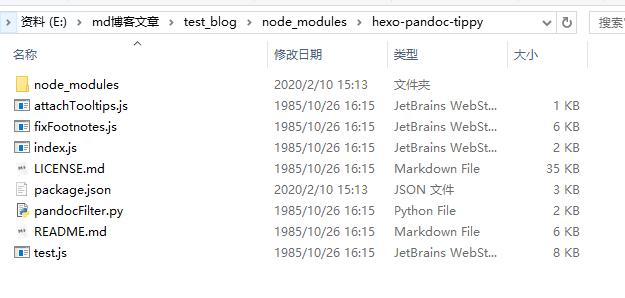 资料 (E:) > md博客文章 > test_blog > node_modules > hexo-pandoc-tippy 搜索
名称 修改日期 类型 大小
node_modules 2020/2/10 15:13 文件夹
attachTooltips.js 1985/10/26 16:15 JetBrains WebSt... 1 KB
fixFootnotes.js 1985/10/26 16:15 JetBrains WebSt... 6 KB
index.js 1985/10/26 16:15 JetBrains WebSt... 2 KB
LICENSE.md 1985/10/26 16:15 Markdown File 35 KB
package.json 2020/2/10 15:13 JSON 文件 3 KB
pandocFilter.py 1985/10/26 16:15 Python File 2 KB
README.md 1985/10/26 16:15 Markdown File 6 KB
test.js 1985/10/26 16:15 JetBrains WebSt... 8 KB